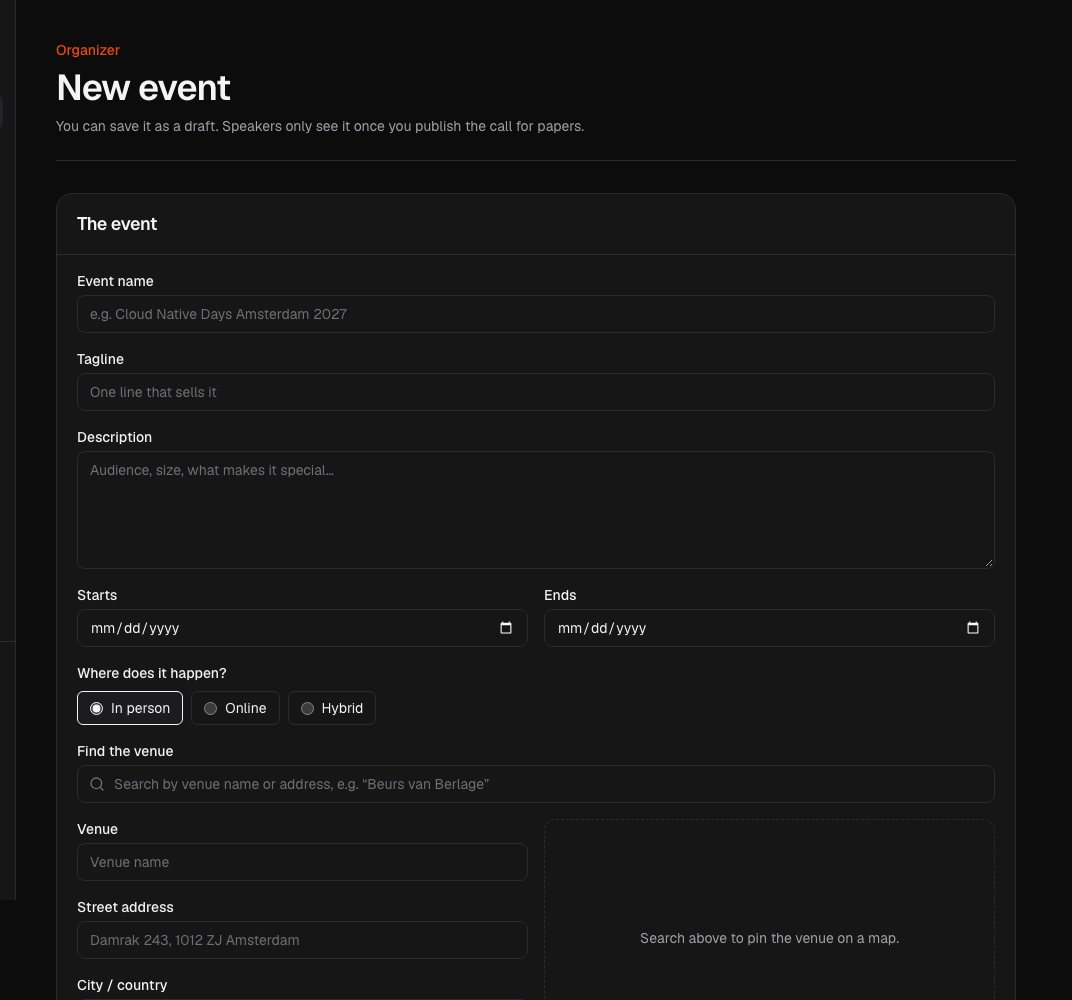 Organizer
New event
You can save it as a draft. Speakers only see it once you publish the call for papers.
The event
Event name
e.g. Cloud Native Days Amsterdam 2027
Tagline
One line that sells it
Description
Audience, size, what makes it special…
Starts
Ends
mm/dd/yyyy
mm/dd/yyyy
Where does it happen?
In person
Online
Hybrid
Find the venue
Search by venue name or address, e.g. “Beurs van Berlage”
Venue
Venue name
Street address
Damrak 243, 1012 ZJ Amsterdam
Search above to pin the venue on a map.
City / country